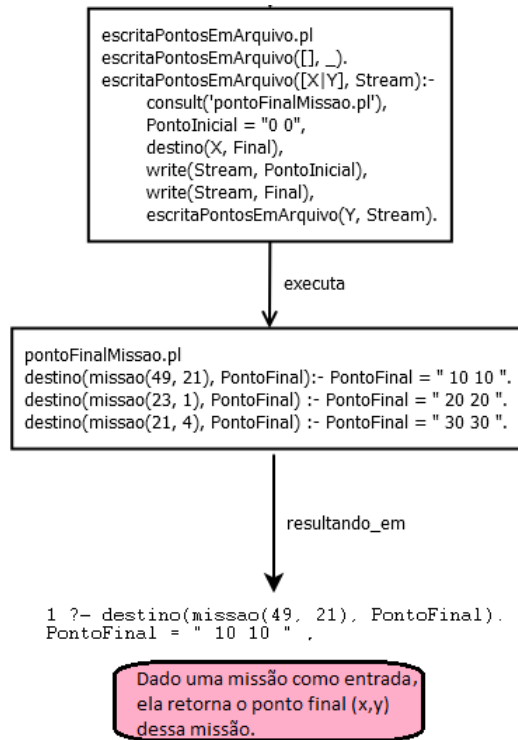 escritaPontosEmArquivo.pl
escritaPontosEmArquivo([], _).
escritaPontosEmArquivo([X|Y], Stream):-
consult('pontoFinalMissao.pl'),
PontoInicial = "0 0",
destino(X, Final),
write(Stream, PontoInicial),
write(Stream, Final),
escritaPontosEmArquivo(Y, Stream).
executa
pontoFinalMissao.pl
destino(missao(49, 21), PontoFinal):- PontoFinal = " 10 10 ".
destino(missao(23, 1), PontoFinal) :- PontoFinal = " 20 20 ".
destino(missao(21, 4), PontoFinal) :- PontoFinal = " 30 30 ".
resultando_em
1 ?- destino(missao(49, 21), PontoFinal).
PontoFinal = " 10 10 " ,
Dado uma missão como entrada,
ela retorna o ponto final (x,y)
dessa missão.